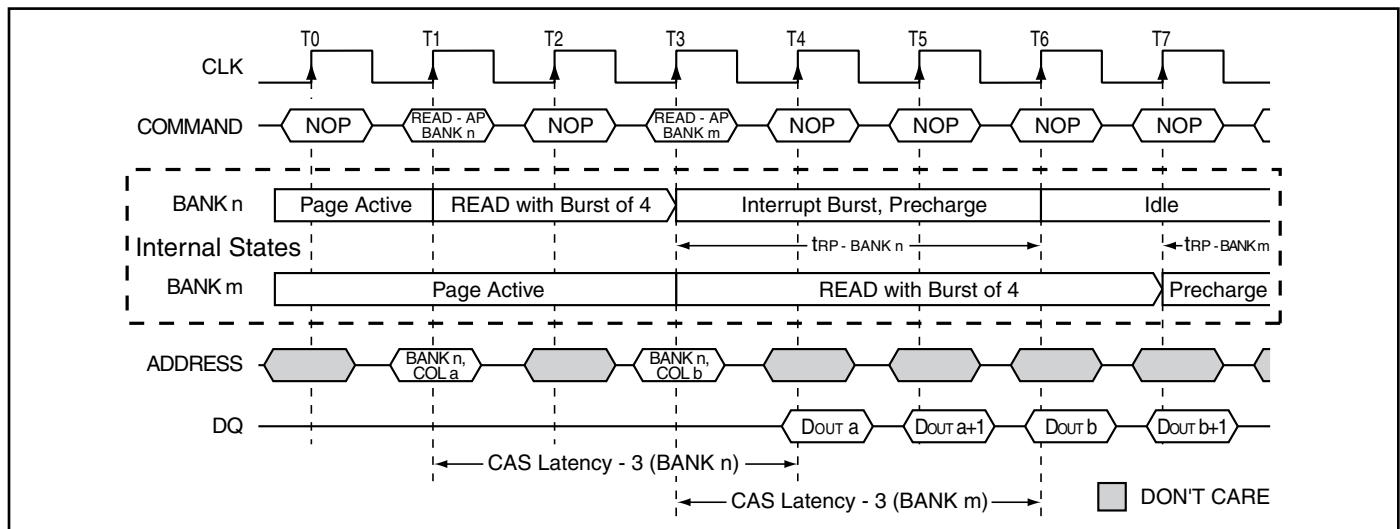 T0 T1 T2 T3 T4 T5 T6 T7
CLK
COMMAND NOP READ - AP BANK n NOP READ - AP BANK m NOP NOP NOP NOP
BANK n Page Active READ with Burst of 4 Interrupt Burst, Precharge Idle
Internal States tRP - BANK n tRP - BANK m
BANK m Page Active READ with Burst of 4 Precharge
ADDRESS BANK n, COL a BANK n, COL b
DQ DOUT a DOUT a+1 DOUT b DOUT b+1
CAS Latency - 3 (BANK n)
CAS Latency - 3 (BANK m) DON'T CARE